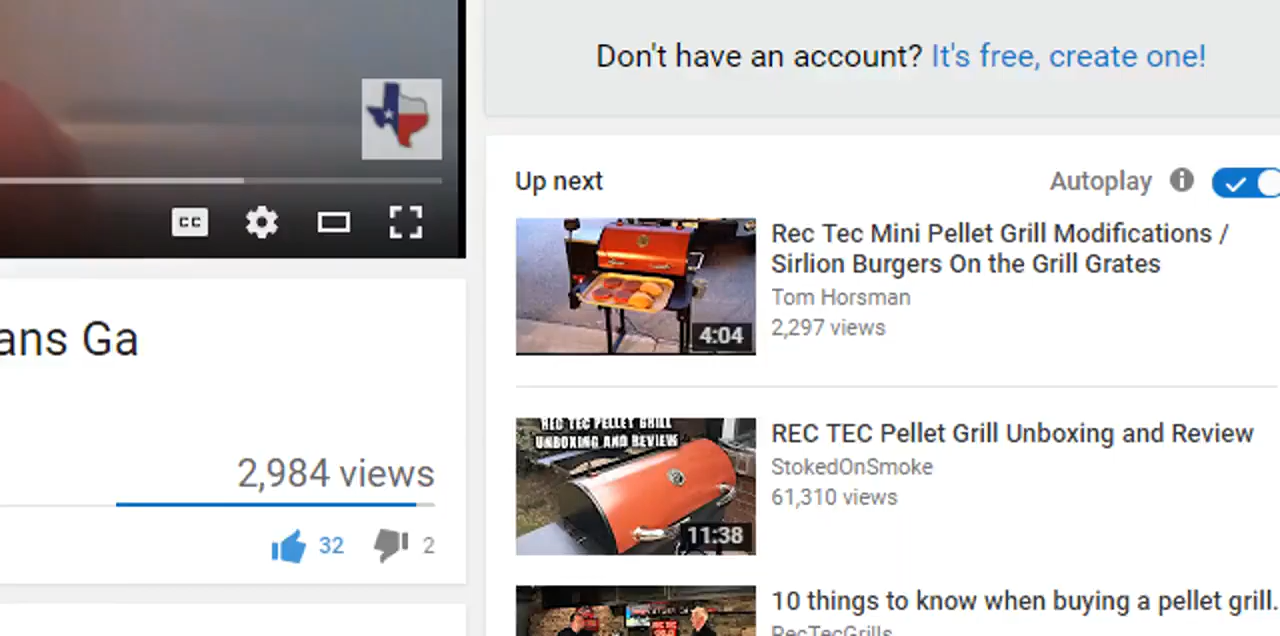 Don't have an account? It's free, create one!
Up next
Autoplay
CC
Rec Tec Mini Pellet Grill Modifications /
Sirlion Burgers On the Grill Grates
Tom Horsman
2,297 views
4:04
ans Ga
REC TEC PELLET GRILL
UNBOXING AND REVIEW
REC TEC Pellet Grill Unboxing and Review
StokedOnSmoke
61,310 views
11:38
2,984 views
32
2
10 things to know when buying a pellet grill.
RecTecGrills